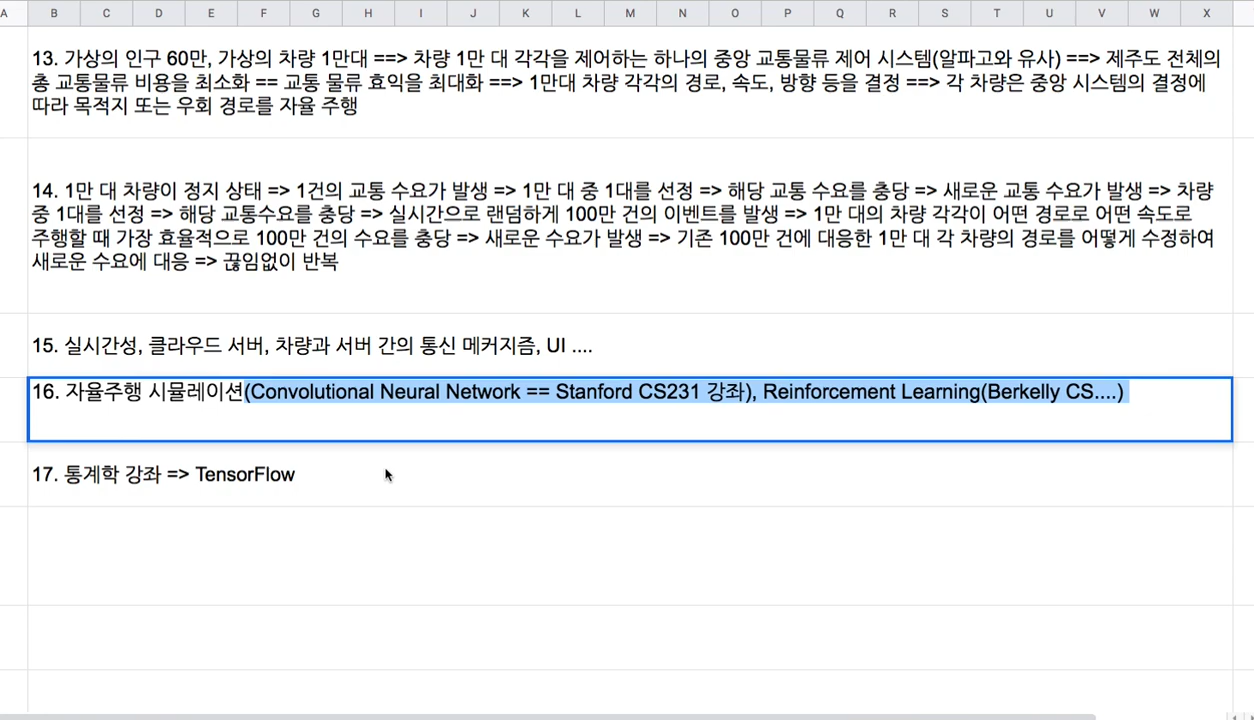 A B C D E F G H I J K L M N O P Q R S T U V W X
13. 가상의 인구 60만, 가상의 차량 1만대 ==> 차량 1만 대 각각을 제어하는 하나의 중앙 교통물류 제어 시스템(알파고와 유사) ==> 제주도 전체의
총 교통물류 비용을 최소화 == 교통 물류 효익을 최대화 ==> 1만대 차량 각각의 경로, 속도, 방향 등을 결정 ==> 각 차량은 중앙 시스템의 결정에
따라 목적지 또는 우회 경로를 자율 주행
14. 1만 대 차량이 정지 상태 => 1건의 교통 수요가 발생 => 1만 대 중 1대를 선정 => 해당 교통 수요를 충당 => 새로운 교통 수요가 발생 => 차량
중 1대를 선정 => 해당 교통수요를 충당 => 실시간으로 랜덤하게 100만 건의 이벤트를 발생 => 1만 대의 차량 각각이 어떤 경로로 어떤 속도로
주행할 때 가장 효율적으로 100만 건의 수요를 충당 => 새로운 수요가 발생 => 기존 100만 건에 대응한 1만 대 각 차량의 경로를 어떻게 수정하여
새로운 수요에 대응 => 끊임없이 반복
15. 실시간성, 클라우드 서버, 차량과 서버 간의 통신 메커지즘, UI ....
16. 자율주행 시뮬레이션(Convolutional Neural Network == Stanford CS231 강좌), Reinforcement Learning(Berkelly CS....)
17. 통계학 강좌 => TensorFlow